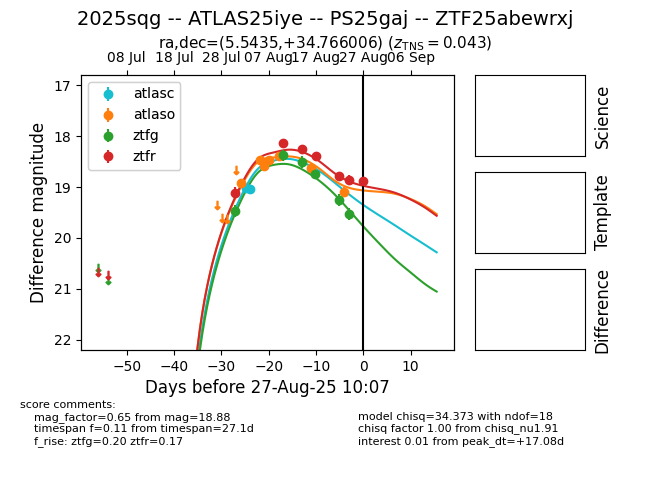 2025sqg -- ATLAS25iye -- PS25gaj -- ZTF25abewrxj
ra,dec=(5.5435,+34.766006) (zTNS = 0.043)
08 Jul 18 Jul 28 Jul 07 Aug 17 Aug 27 Aug 06 Sep
atlasc
atlaso
ztfg
ztfr
17
18
19
20
21
22
Difference magnitude
−50 −40 −30 −20 −10 0 10
Days before 27-Aug-25 10:07
Science
Template
Difference
score comments:
mag_factor=0.65 from mag=18.88
timespan f=0.11 from timespan=27.1d
f_rise: ztfg=0.20 ztfr=0.17
model chisq=34.373 with ndof=18
chisq factor 1.00 from chisq_nu1.91
interest 0.01 from peak_dt=+17.08d